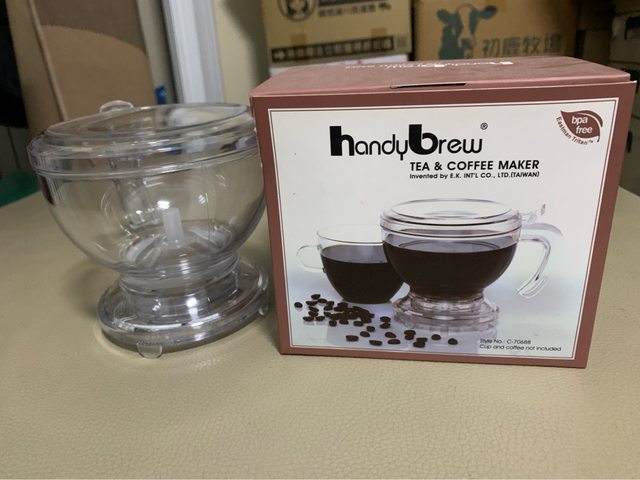 初鹿牧場
handybrew®
TEA & COFFEE MAKER
Invented by E.K. INT'L CO., LTD.(TAIWAN)
bpa
free
Eastman Tritan™
Style No.: C-70688
Cup and coffee not included